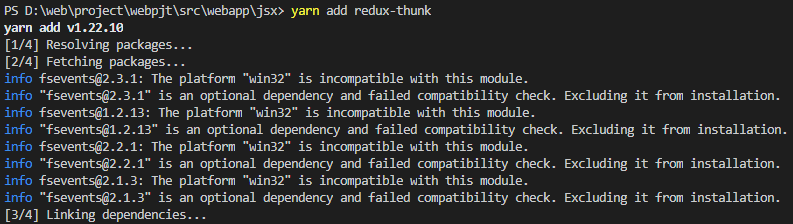 PS D:\web\project\webpjt\src\webapp\jsx> yarn add redux-thunk
yarn add v1.22.10
[1/4] Resolving packages...
[2/4] Fetching packages...
info fsevents@2.3.1: The platform "win32" is incompatible with this module.
info "fsevents@2.3.1" is an optional dependency and failed compatibility check. Excluding it from installation.
info fsevents@1.2.13: The platform "win32" is incompatible with this module.
info "fsevents@1.2.13" is an optional dependency and failed compatibility check. Excluding it from installation.
info fsevents@2.2.1: The platform "win32" is incompatible with this module.
info "fsevents@2.2.1" is an optional dependency and failed compatibility check. Excluding it from installation.
info fsevents@2.1.3: The platform "win32" is incompatible with this module.
info "fsevents@2.1.3" is an optional dependency and failed compatibility check. Excluding it from installation.
[3/4] Linking dependencies...